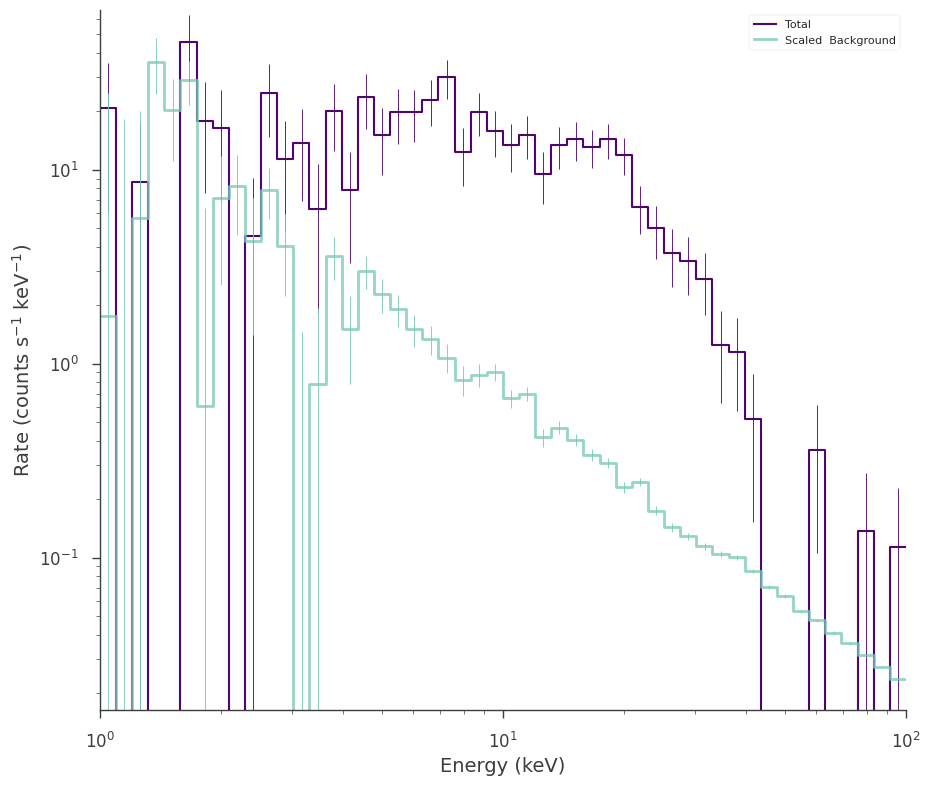 Total
Scaled  Background
Rate (counts s⁻¹ keV⁻¹)
10¹
10⁰
10⁻¹
10⁰
10¹
10²
Energy (keV)